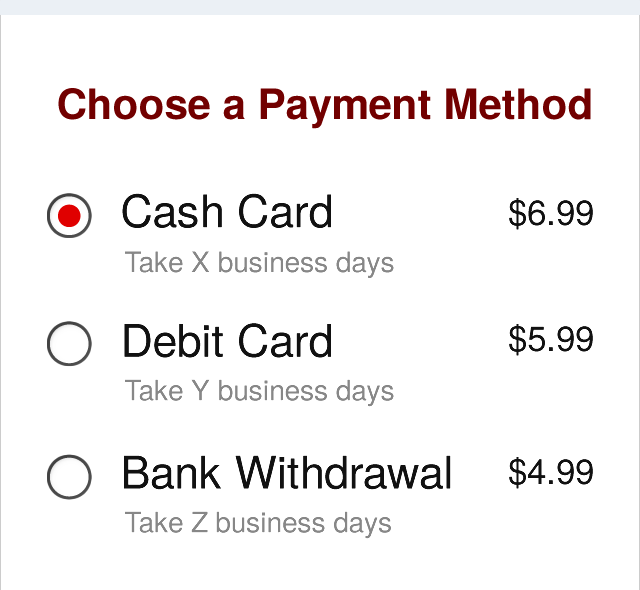 Choose a Payment Method
Cash Card $6.99
Take X business days
Debit Card $5.99
Take Y business days
Bank Withdrawal $4.99
Take Z business days